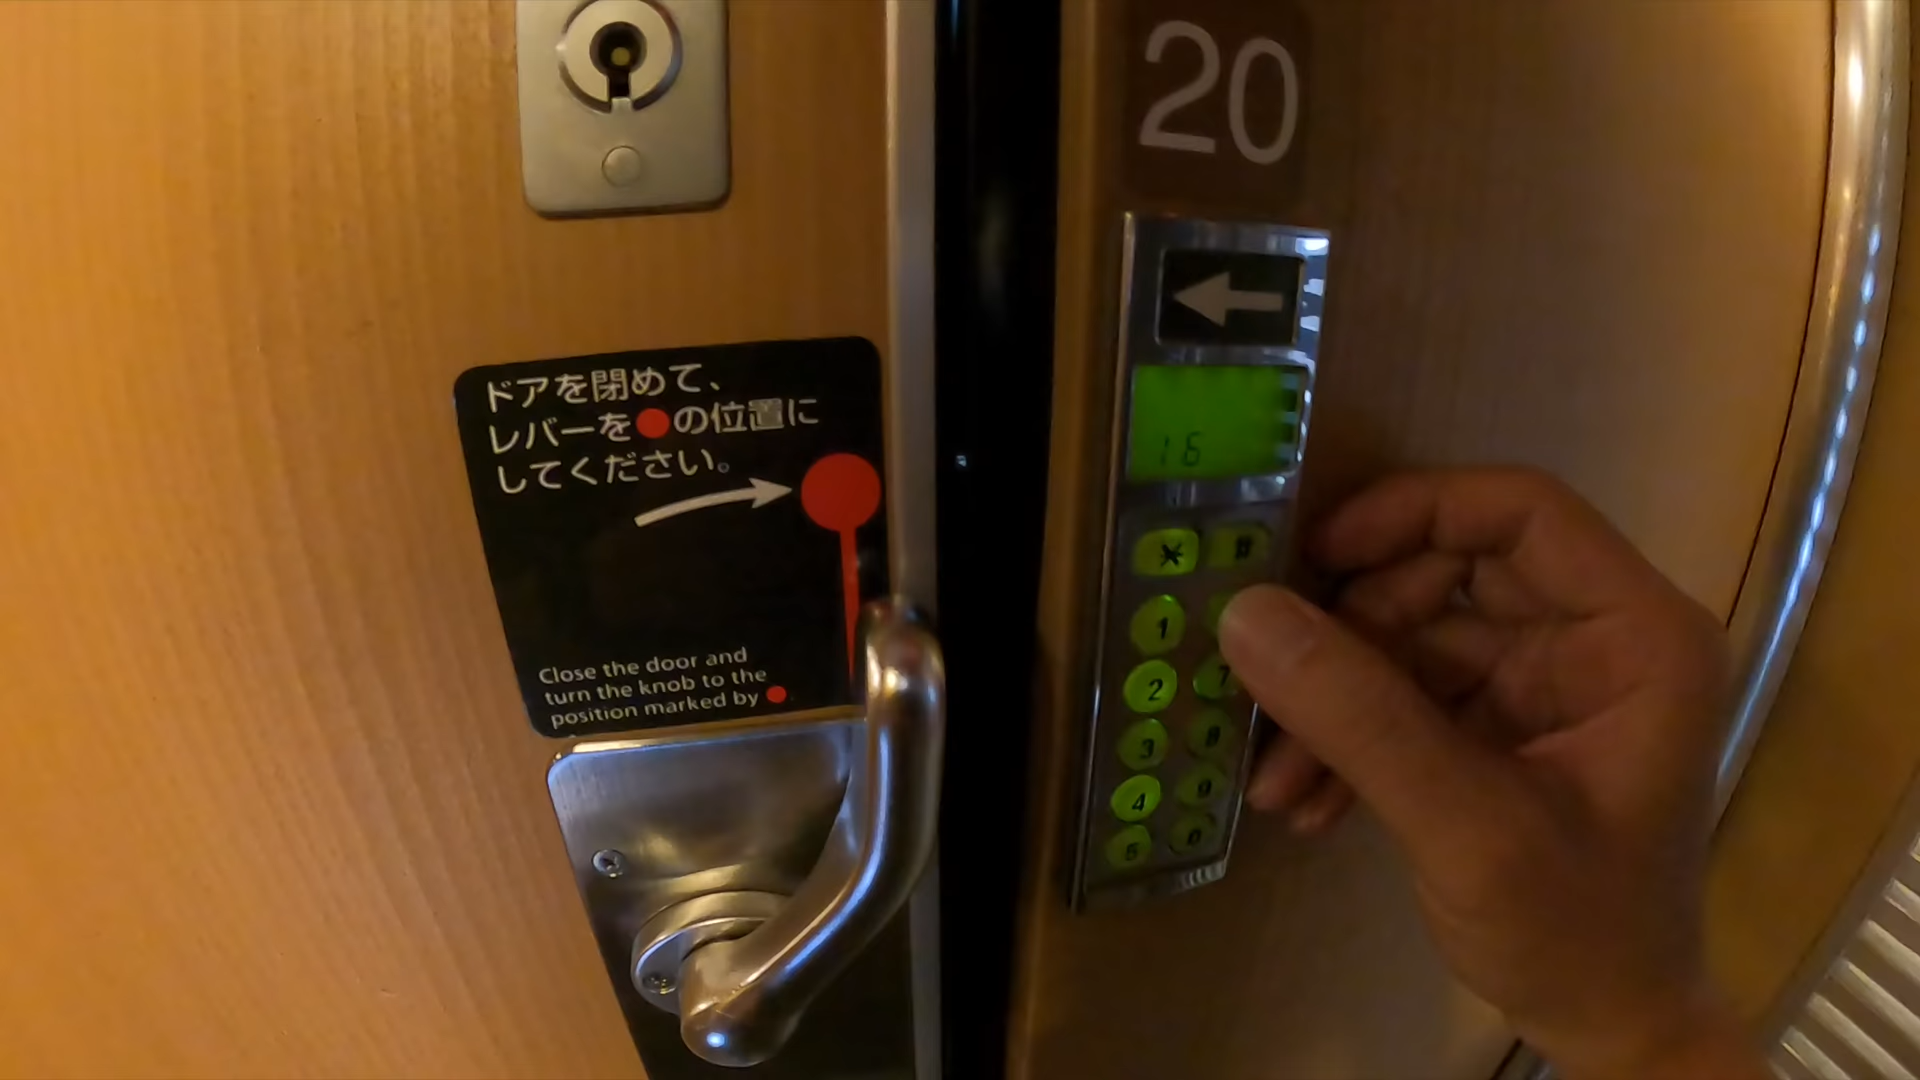 20
ドアを閉めて、
レバーを●の位置に
してください。
Close the door and
turn the knob to the
position marked by ●
16
* #
1
2 7
3 8
4 9
5 0